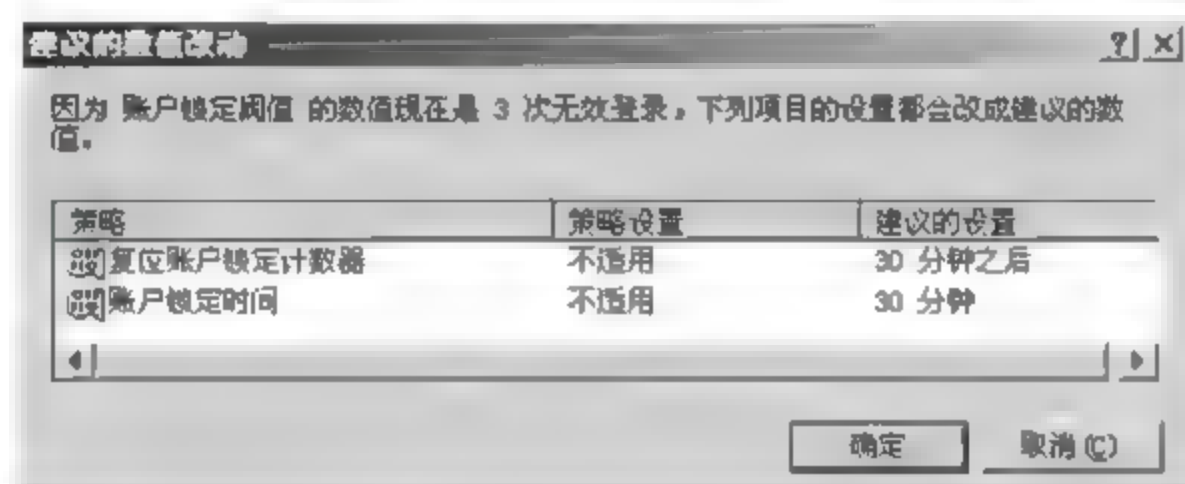 建议的数值改动
因为 账户锁定阈值 的数值现在是 3 次无效登录，下列项目的设置都会改成建议的数
值。
策略 策略设置 建议的设置
复位账户锁定计数器 不适用 30 分钟之后
账户锁定时间 不适用 30 分钟
确定 取消(C)